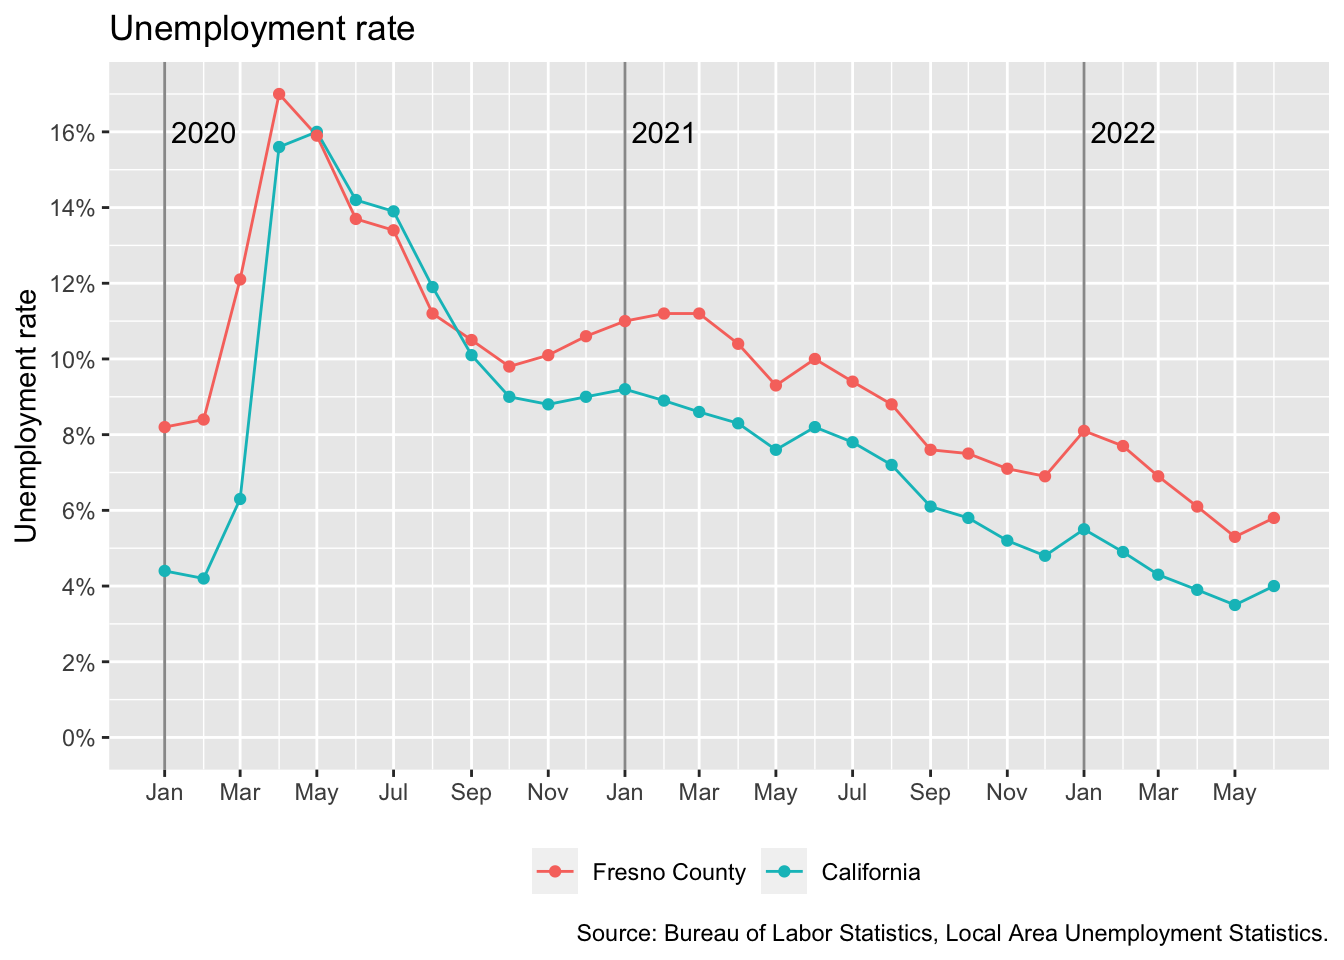 Unemployment rate
2020 2021 2022
16%
14%
12%
10%
8%
6%
4%
2%
0%
Unemployment rate
Jan Mar May Jul Sep Nov Jan Mar May Jul Sep Nov Jan Mar May
Fresno County California
Source: Bureau of Labor Statistics, Local Area Unemployment Statistics.